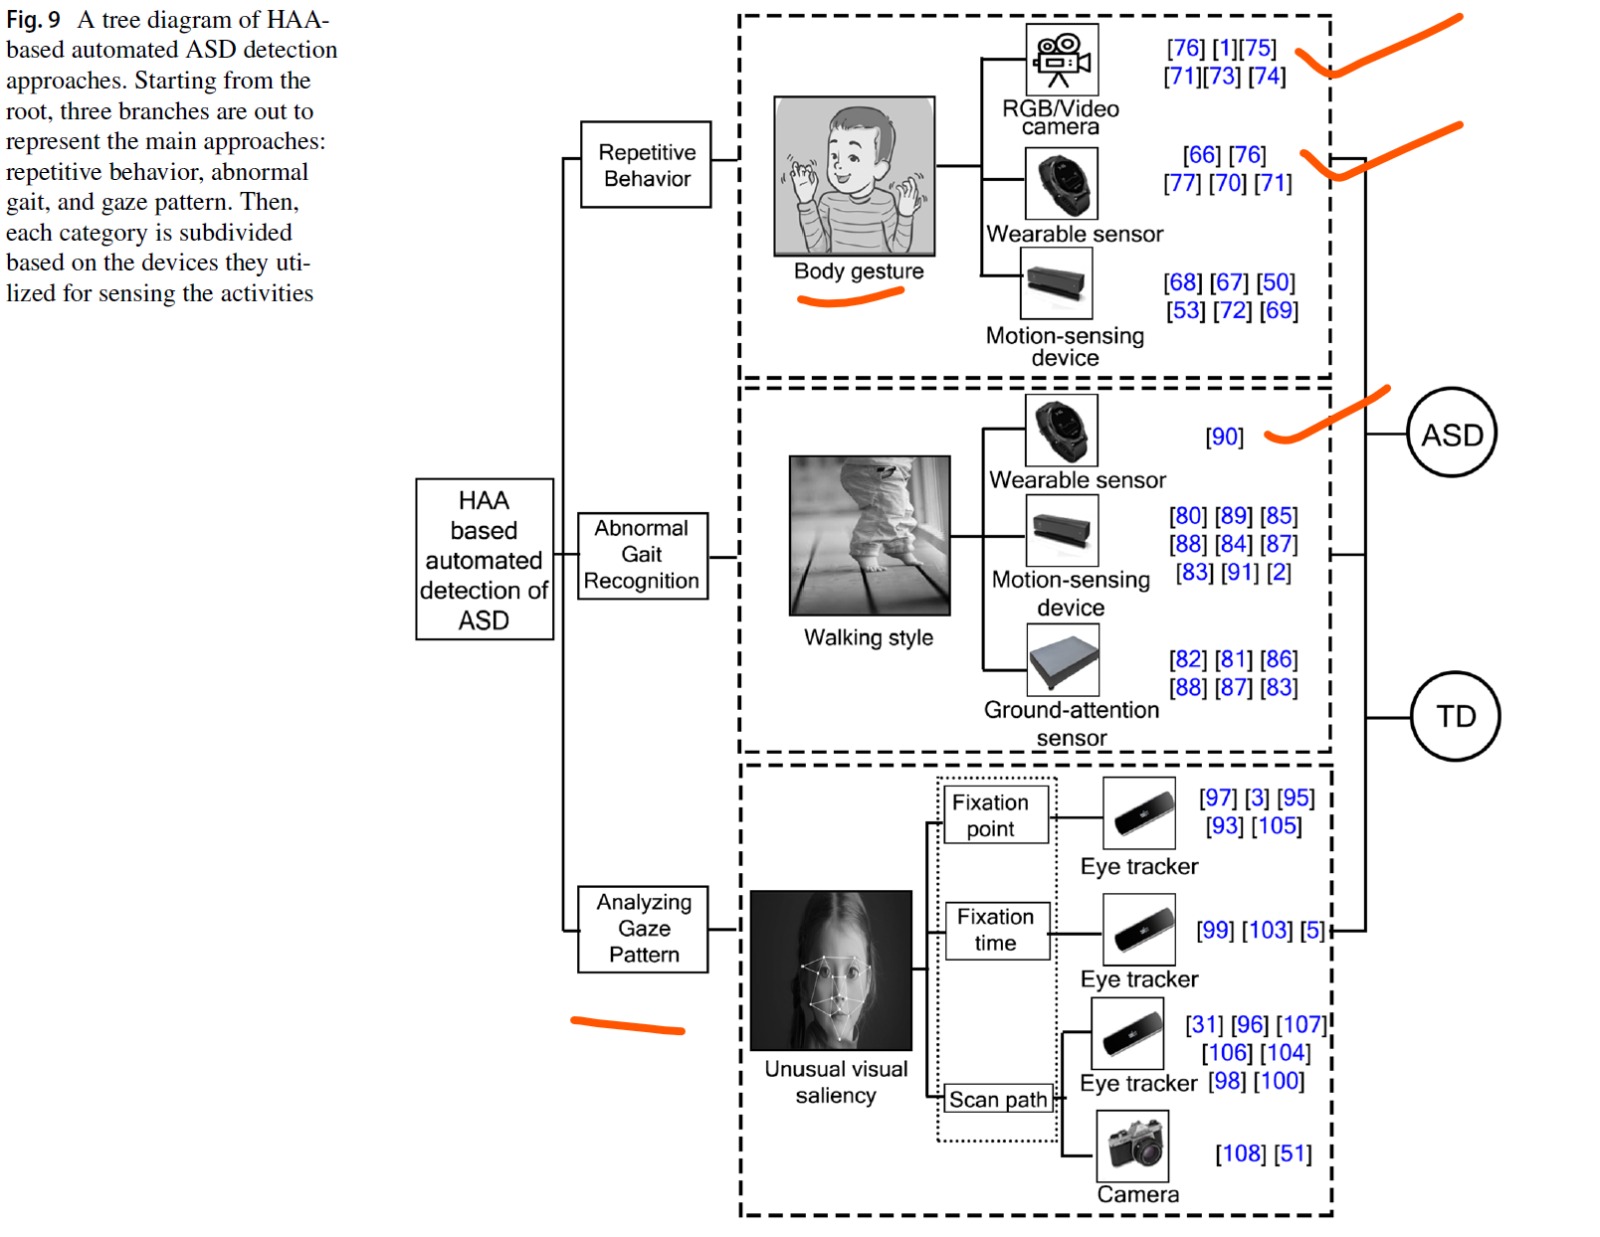 Fig. 9 A tree diagram of HAA-
based automated ASD detection
approaches. Starting from the
root, three branches are out to
represent the main approaches:
repetitive behavior, abnormal
gait, and gaze pattern. Then,
each category is subdivided
based on the devices they uti-
lized for sensing the activities
HAA
based
automated
detection of
ASD
Repetitive
Behavior
Body gesture
RGB/Video
camera
[76] [1][75]
[71][73] [74]
Wearable sensor
[66] [76]
[77] [70] [71]
Motion-sensing
device
[68] [67] [50]
[53] [72] [69]
Abnormal
Gait
Recognition
Walking style
Wearable sensor
[90]
Motion-sensing
device
[80] [89] [85]
[88] [84] [87]
[83] [91] [2]
Ground-attention
sensor
[82] [81] [86]
[88] [87] [83]
Analyzing
Gaze
Pattern
Unusual visual
saliency
Fixation
point
Eye tracker
[97] [3] [95]
[93] [105]
Fixation
time
Eye tracker
[99] [103] [5]
Scan path
Eye tracker
[31] [96] [107]
[106] [104]
[98] [100]
Camera
[108] [51]
ASD
TD